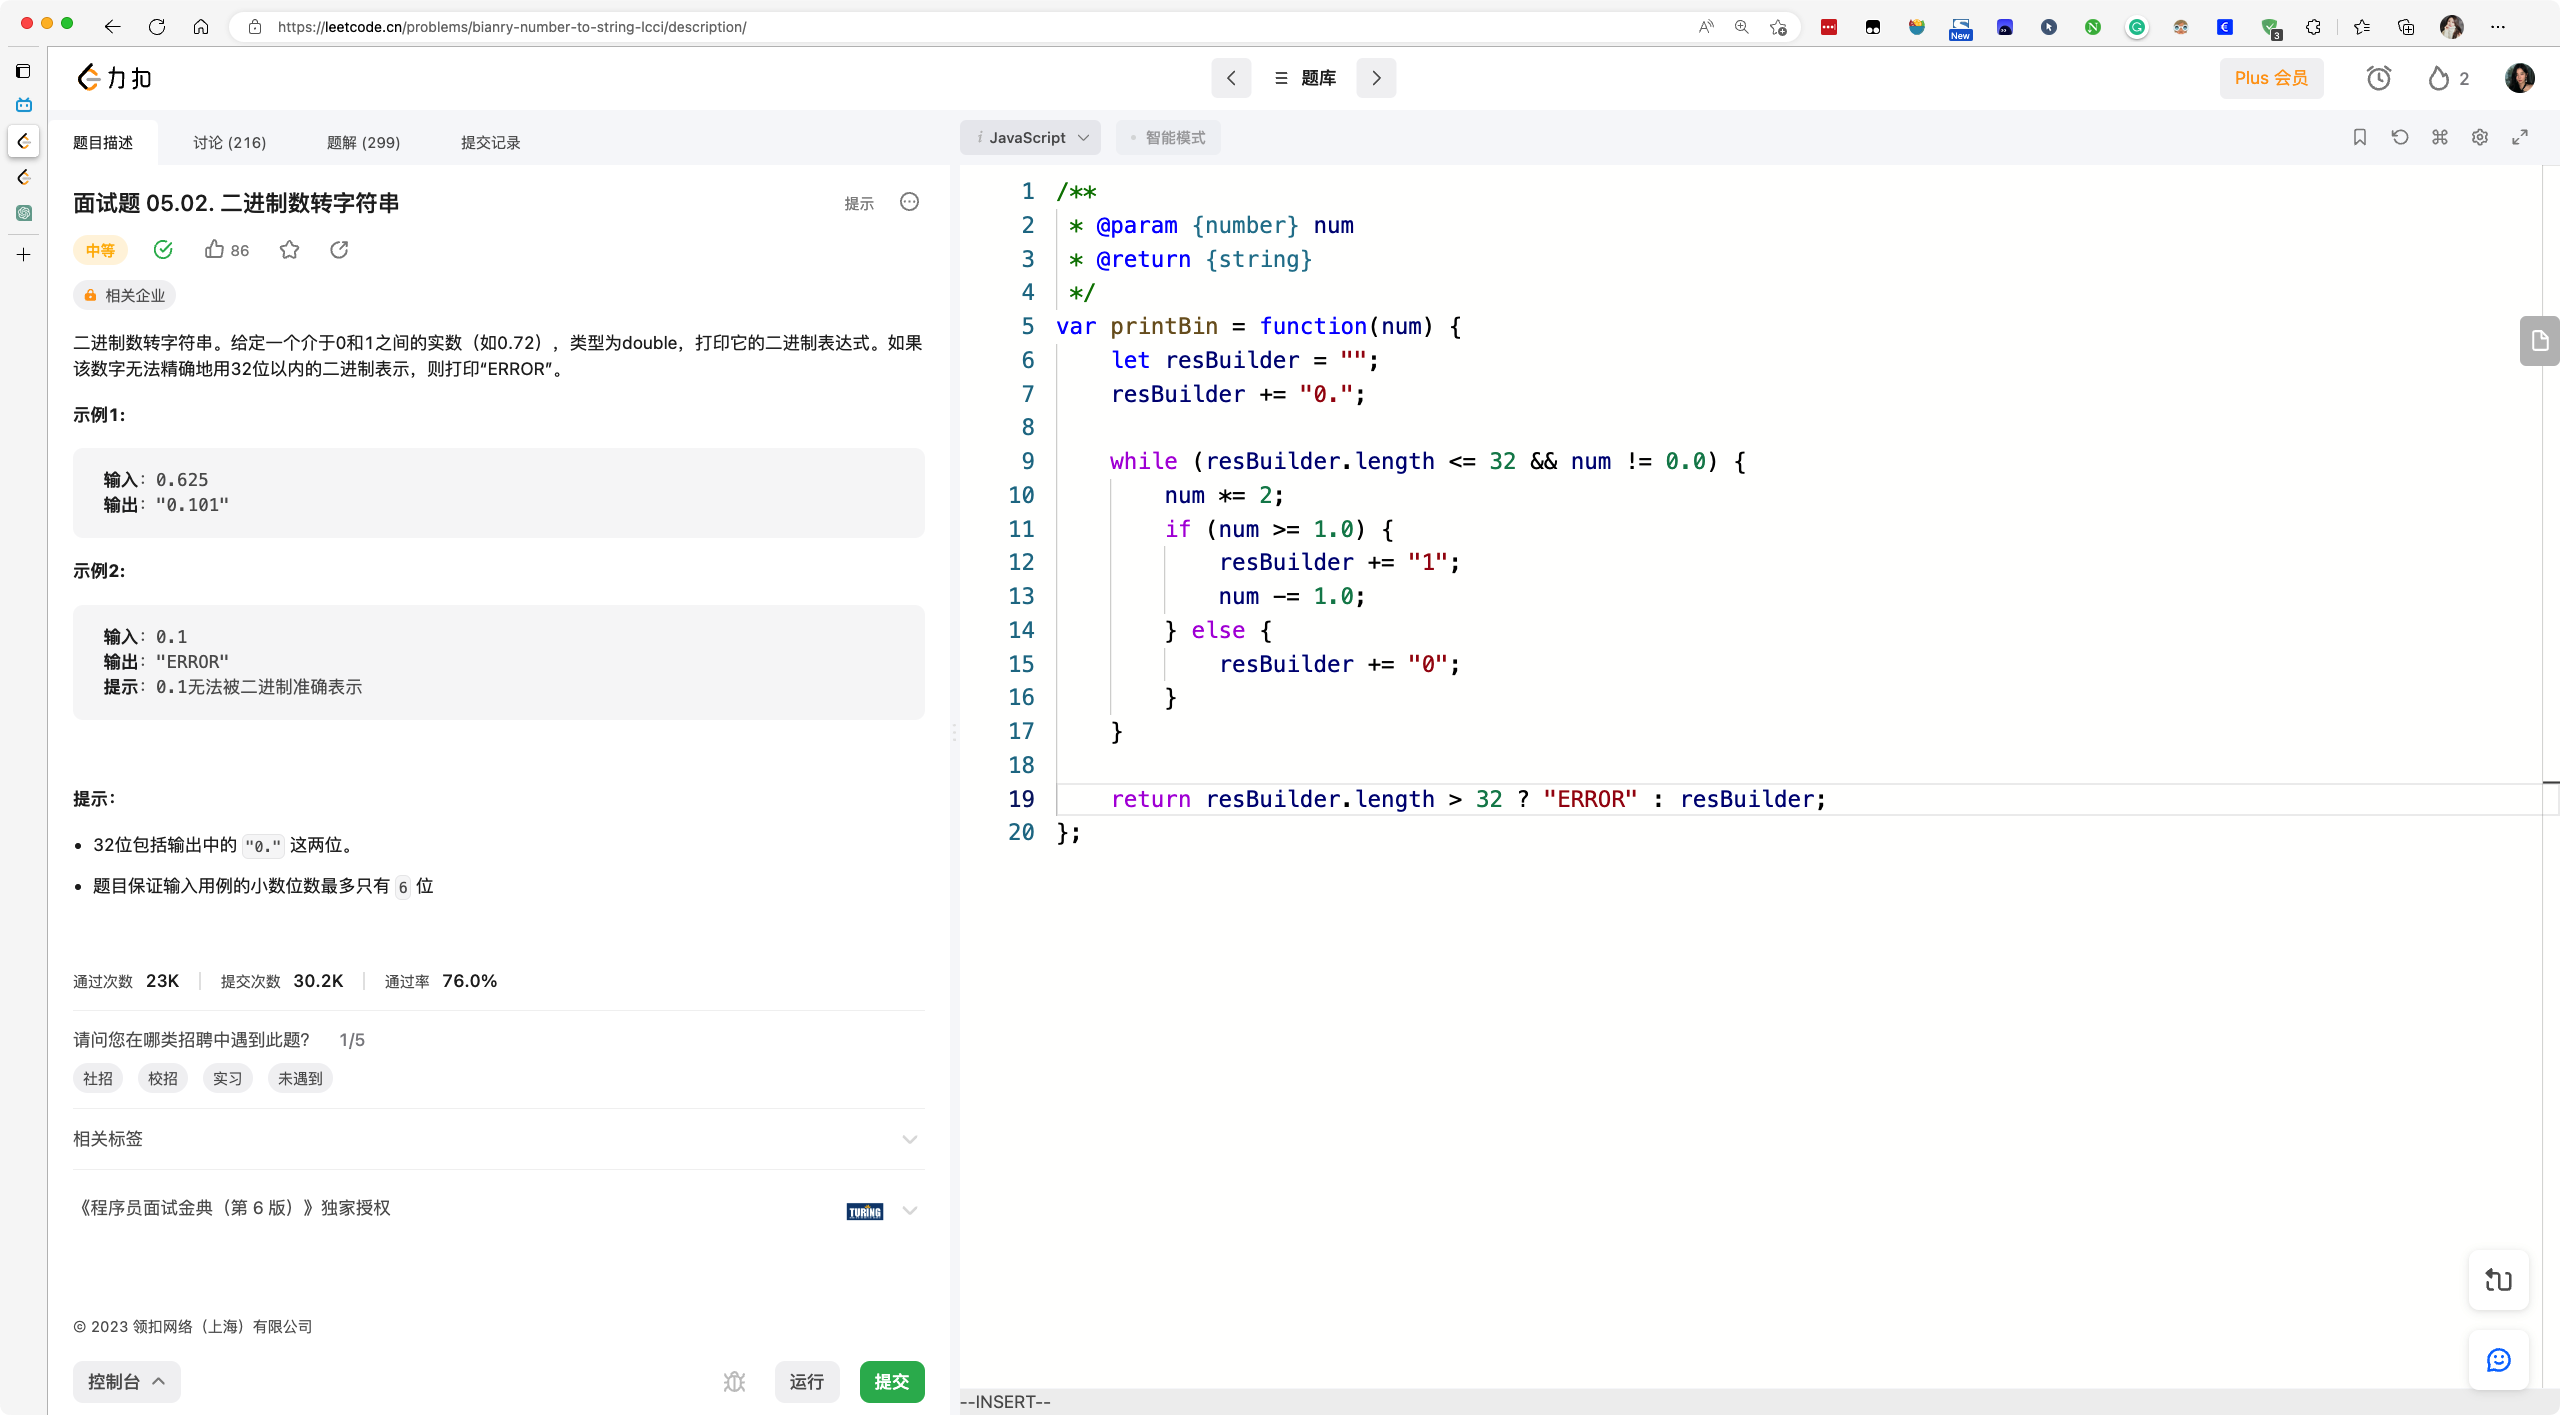 https://leetcode.cn/problems/bianry-number-to-string-lcci/description/
New
3
力扣
题库
Plus 会员
2
题目描述
讨论 (216)
题解 (299)
提交记录
i JavaScript
智能模式
面试题 05.02. 二进制数转字符串
提示
中等
86
相关企业
二进制数转字符串。给定一个介于0和1之间的实数（如0.72），类型为double，打印它的二进制表达式。如果
该数字无法精确地用32位以内的二进制表示，则打印“ERROR”。
示例1:
输入：0.625
输出："0.101"
示例2:
输入：0.1
输出："ERROR"
提示：0.1无法被二进制准确表示
提示：
32位包括输出中的 "0." 这两位。
题目保证输入用例的小数位数最多只有 6 位
通过次数 23K 提交次数 30.2K 通过率 76.0%
请问您在哪类招聘中遇到此题? 1/5
社招 校招 实习 未遇到
相关标签
《程序员面试金典（第 6 版）》独家授权
TURING
© 2023 领扣网络（上海）有限公司
控制台
运行
提交
1 /**
2  * @param {number} num
3  * @return {string}
4  */
5 var printBin = function(num) {
6     let resBuilder = "";
7     resBuilder += "0.";
8
9     while (resBuilder.length <= 32 && num != 0.0) {
10         num *= 2;
11         if (num >= 1.0) {
12             resBuilder += "1";
13             num -= 1.0;
14         } else {
15             resBuilder += "0";
16         }
17     }
18
19     return resBuilder.length > 32 ? "ERROR" : resBuilder;
20 };
--INSERT--